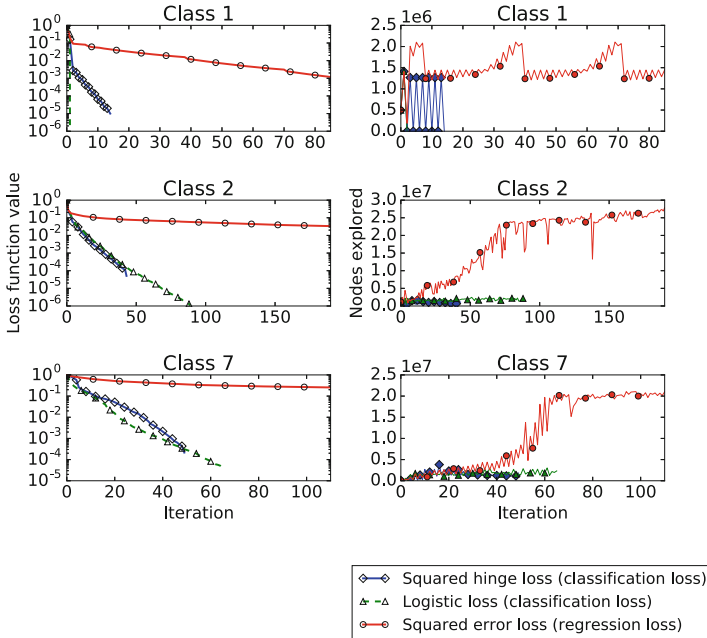 Class 1
10^0
10^-1
10^-2
10^-3
10^-4
10^-5
10^-6
0 10 20 30 40 50 60 70 80
Class 1
1e6
2.5
2.0
1.5
1.0
0.5
0.0
0 10 20 30 40 50 60 70 80
Class 2
Loss function value
10^0
10^-1
10^-2
10^-3
10^-4
10^-5
10^-6
0 50 100 150
Class 2
Nodes explored
1e7
3.0
2.5
2.0
1.5
1.0
0.5
0.0
0 50 100 150
Class 7
10^0
10^-1
10^-2
10^-3
10^-4
10^-5
0 20 40 60 80 100
Iteration
Class 7
1e7
2.5
2.0
1.5
1.0
0.5
0.0
0 20 40 60 80 100
Iteration
Squared hinge loss (classification loss)
Logistic loss (classification loss)
Squared error loss (regression loss)